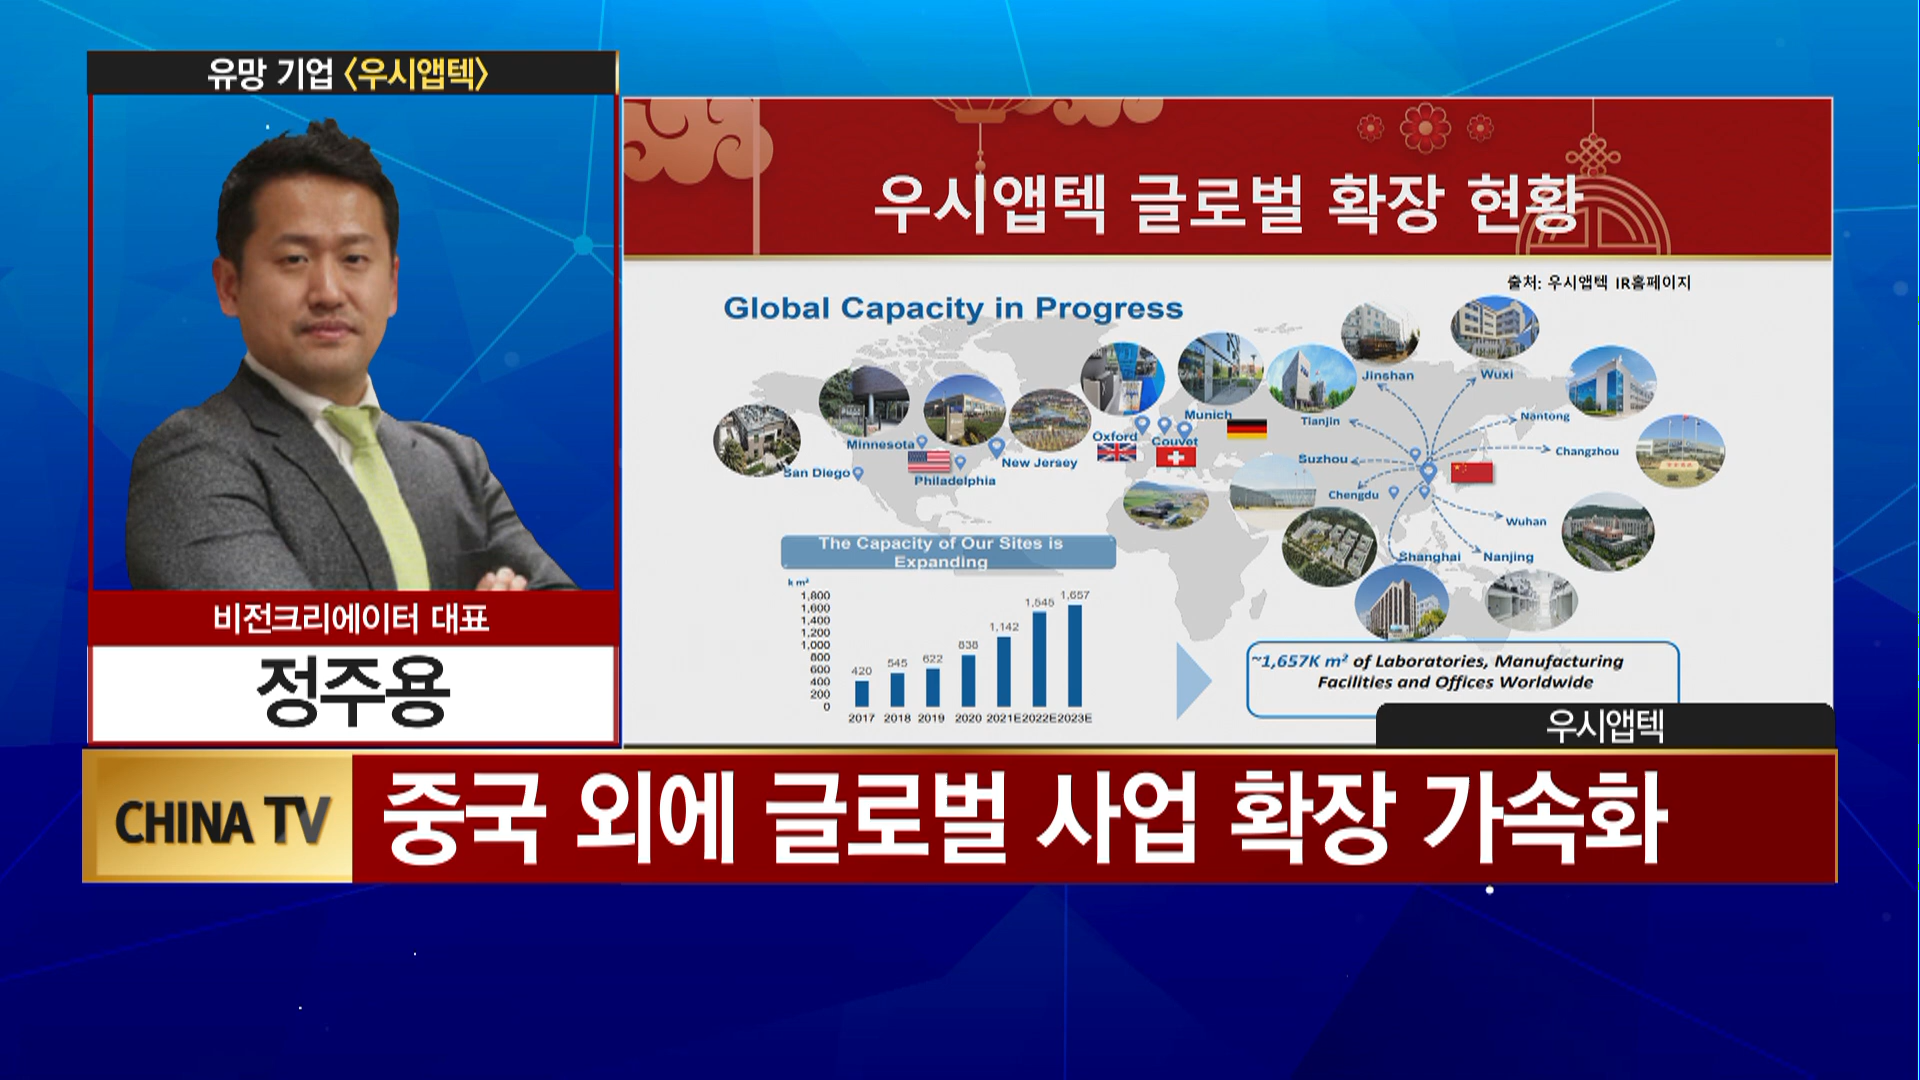 유망 기업 〈우시앱텍〉
비전크리에이터 대표
정주용
우시앱텍 글로벌 확장 현황
출처: 우시앱텍 IR홈페이지
Global Capacity in Progress
Jinshan
Wuxi
Munich
Tianjin
Nantong
Minnesota
Oxford
Couvet
Changzhou
San Diego
New Jersey
Suzhou
Philadelphia
Chengdu
Wuhan
Shanghai
Nanjing
The Capacity of Our Sites is
Expanding
k m²
1,800
1,600
1,400
1,200
1,000
800
600
400
200
0
420
545
622
838
1,142
1,545
1,657
2017 2018 2019 2020 2021E 2022E 2023E
~1,657K m² of Laboratories, Manufacturing
Facilities and Offices Worldwide
우시앱텍
CHINA TV
중국 외에 글로벌 사업 확장 가속화